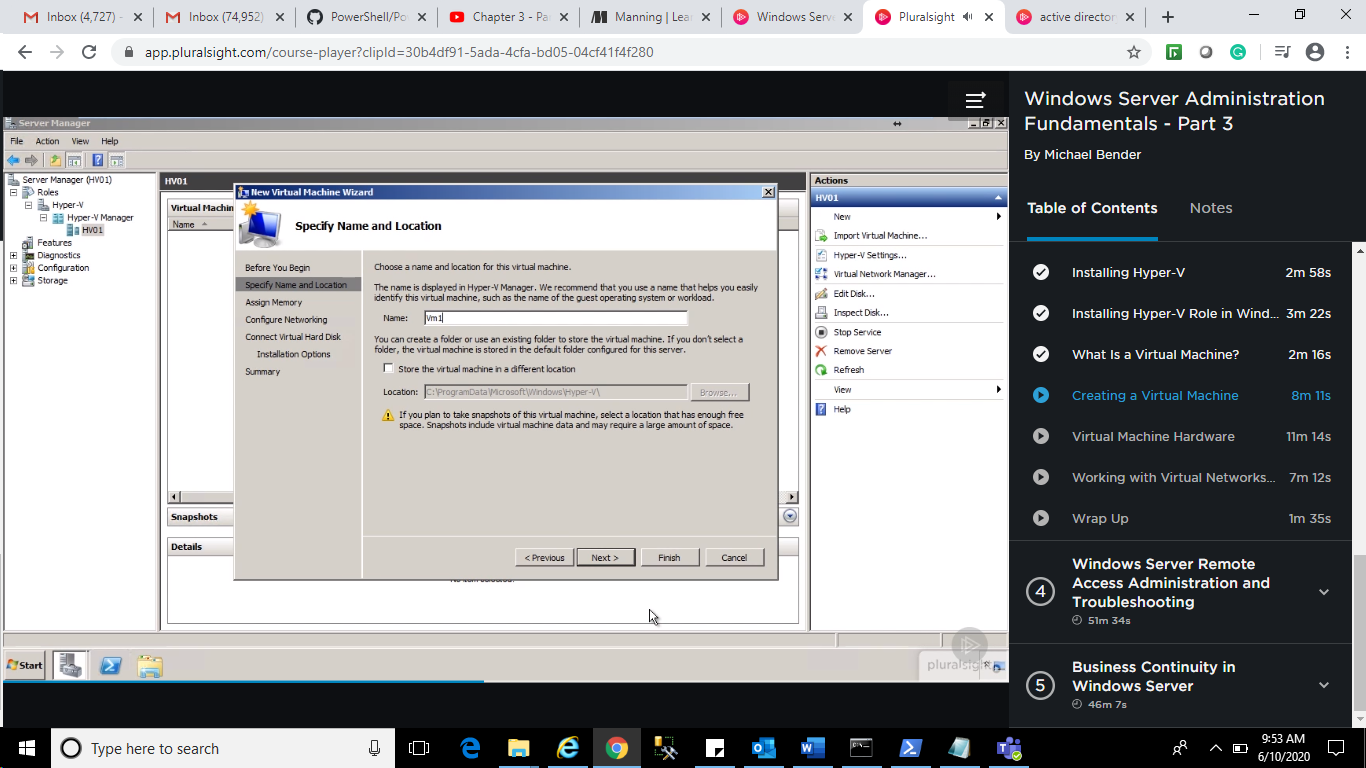 Inbox (4,727) -
Inbox (74,952)
PowerShell/Po
Chapter 3 - Pa
Manning | Lea
Windows Serv
Pluralsight
active director
app.pluralsight.com/course-player?clipId=30b4df91-5ada-4cfa-bd05-04cf41f4f280
Server Manager
File Action View Help
Server Manager (HV01)
Roles
Hyper-V
Hyper-V Manager
HV01
Features
Diagnostics
Configuration
Storage
HV01
Virtual Machin
Name
Snapshots
Details
New Virtual Machine Wizard
Specify Name and Location
Before You Begin
Specify Name and Location
Assign Memory
Configure Networking
Connect Virtual Hard Disk
Installation Options
Summary
Choose a name and location for this virtual machine.
The name is displayed in Hyper-V Manager. We recommend that you use a name that helps you easily
identify this virtual machine, such as the name of the guest operating system or workload.
Name: Vm1
You can create a folder or use an existing folder to store the virtual machine. If you don't select a
folder, the virtual machine is stored in the default folder configured for this server.
Store the virtual machine in a different location
Location: C:\ProgramData\Microsoft\Windows\Hyper-V\ Browse...
If you plan to take snapshots of this virtual machine, select a location that has enough free
space. Snapshots include virtual machine data and may require a large amount of space.
< Previous Next > Finish Cancel
Actions
HV01
New
Import Virtual Machine...
Hyper-V Settings...
Virtual Network Manager...
Edit Disk...
Inspect Disk...
Stop Service
Remove Server
Refresh
View
Help
Start
pluralsight
Windows Server Administration
Fundamentals - Part 3
By Michael Bender
Table of Contents Notes
Installing Hyper-V 2m 58s
Installing Hyper-V Role in Wind... 3m 22s
What Is a Virtual Machine? 2m 16s
Creating a Virtual Machine 8m 11s
Virtual Machine Hardware 11m 14s
Working with Virtual Networks... 7m 12s
Wrap Up 1m 35s
4
Windows Server Remote
Access Administration and
Troubleshooting
51m 34s
5
Business Continuity in
Windows Server
46m 7s
Type here to search
9:53 AM
6/10/2020